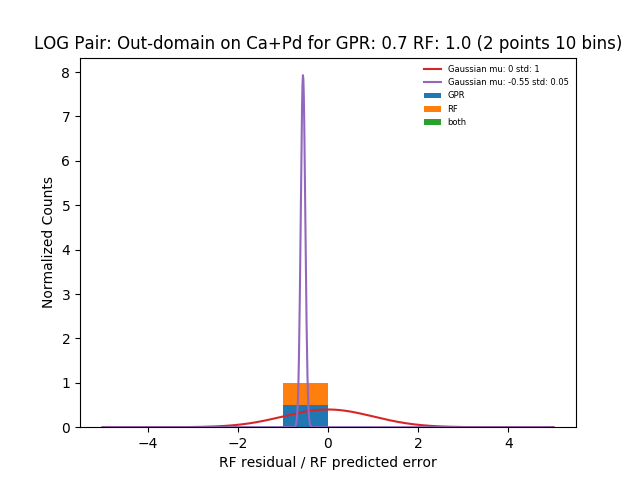 LOG Pair: Out-domain on Ca+Pd for GPR: 0.7 RF: 1.0 (2 points 10 bins)
Gaussian mu: 0 std: 1
Gaussian mu: -0.55 std: 0.05
GPR
RF
both
Normalized Counts
8
7
6
5
4
3
2
1
0
−4
−2
0
2
4
RF residual / RF predicted error